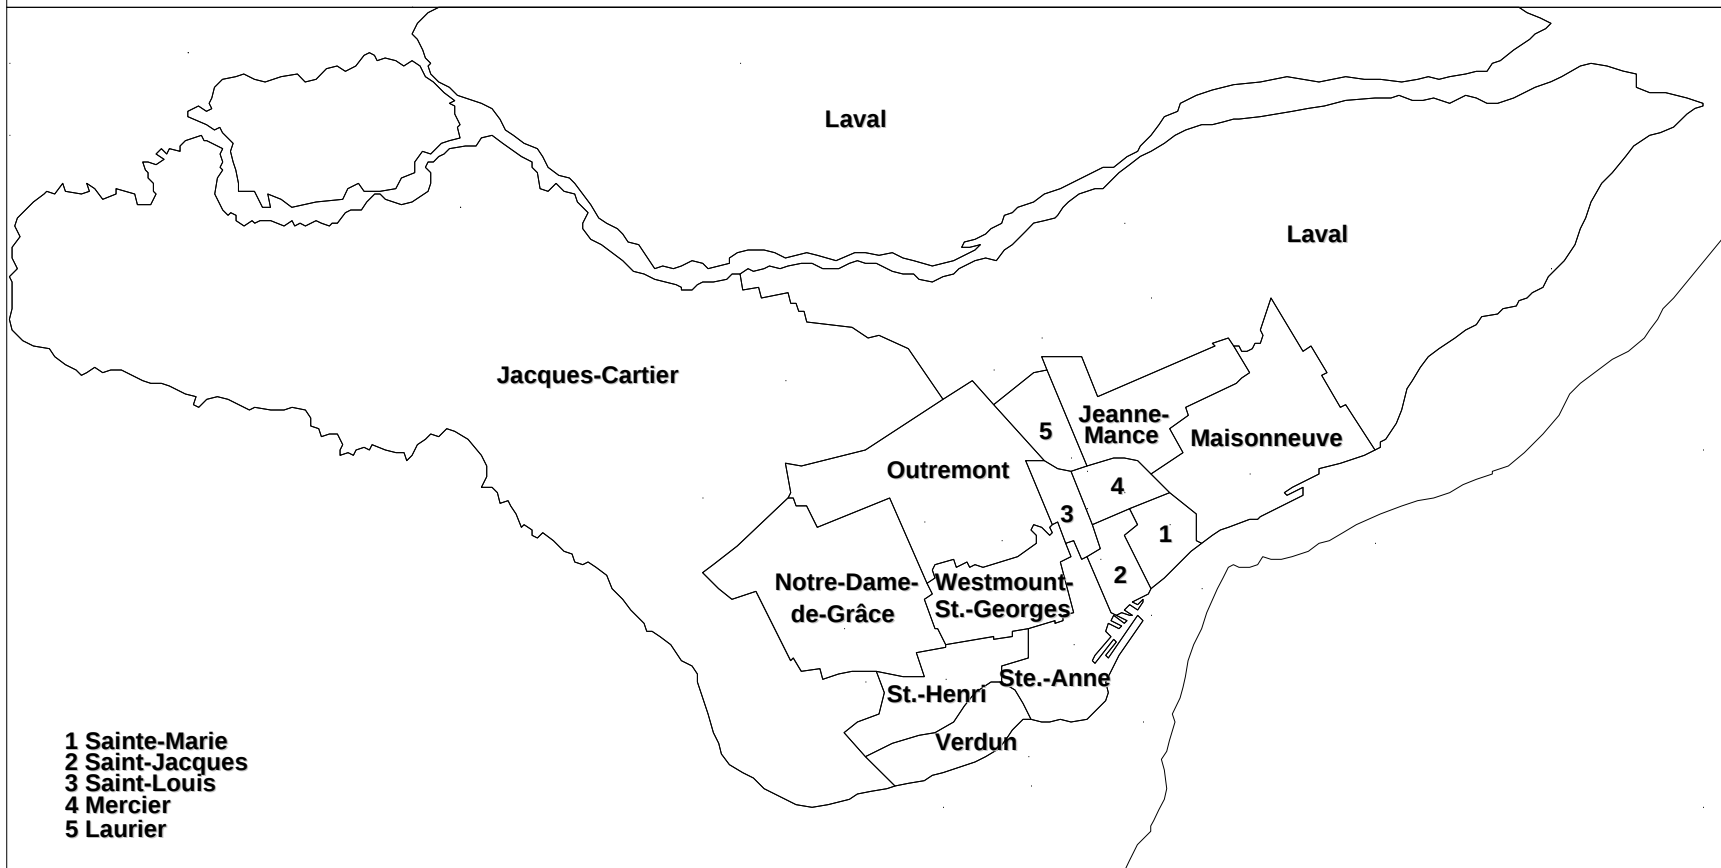 Laval
Laval
Jacques-Cartier
5
Jeanne-
Mance
Maisonneuve
Outremont
4
3
1
2
Notre-Dame-
de-Grâce
Westmount-
St.-Georges
Ste.-Anne
St.-Henri
Verdun
1 Sainte-Marie
2 Saint-Jacques
3 Saint-Louis
4 Mercier
5 Laurier